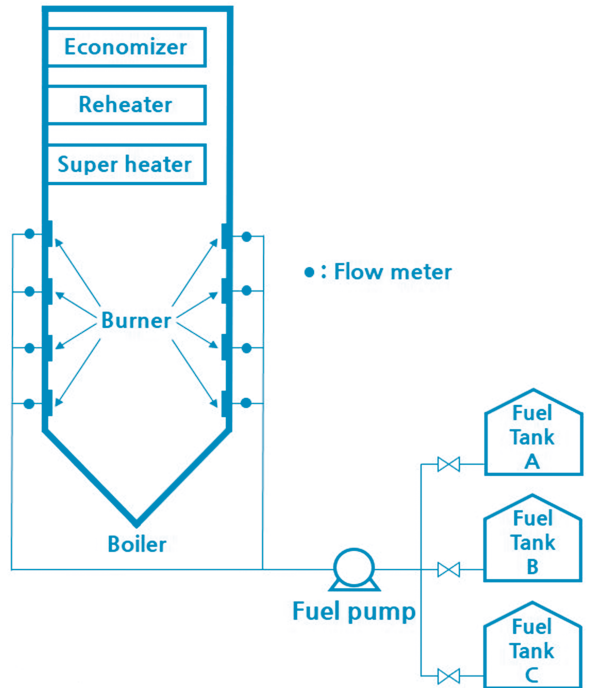 Economizer
Reheater
Super heater
: Flow meter
Burner
Fuel
Tank
A
Boiler
Fuel
Tank
B
Fuel pump
Fuel
Tank
C